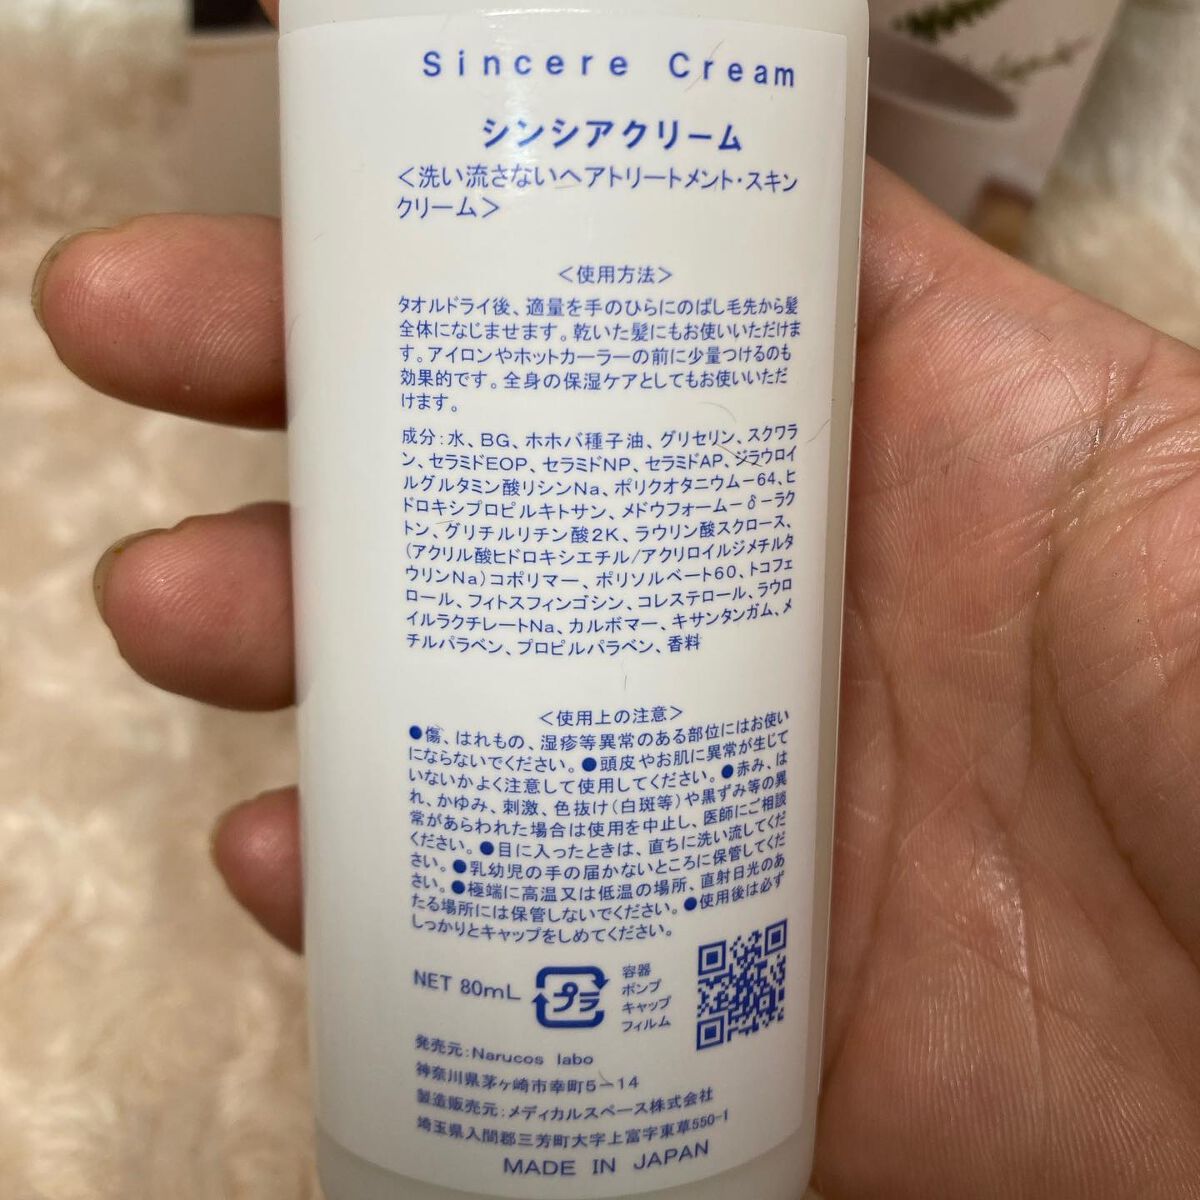 Sincere Cream
シンシアクリーム
＜洗い流さないヘアトリートメント・スキン
クリーム＞
＜使用方法＞
タオルドライ後、適量を手のひらにのばし毛先から髪
全体になじませます。乾いた髪にもお使いいただけま
す。アイロンやホットカーラーの前に少量つけるのも
効果的です。全身の保湿ケアとしてもお使いいただ
けます。
成分：水、BG、ホホバ種子油、グリセリン、スクワラ
ン、セラミドEOP、セラミドNP、セラミドAP、ジラウロイ
ルグルタミン酸リシンNa、ポリクオタニウムー64、ヒ
ドロキシプロピルキトサン、メドウフォームーδーラク
トン、グリチルリチン酸2K、ラウリン酸スクロース、
（アクリル酸ヒドロキシエチル/アクリロイルジメチルタ
ウリンNa）コポリマー、ポリソルベート60、トコフェ
ロール、フィトスフィンゴシン、コレステロール、ラウロ
イルラクチレートNa、カルボマー、キサンタンガム、メ
チルパラベン、プロピルパラベン、香料
＜使用上の注意＞
●傷、はれもの、湿疹等異常のある部位にはお使い
にならないでください。●頭皮やお肌に異常が生じて
いないかよく注意して使用してください。●赤み、は
れ、かゆみ、刺激、色抜け（白斑等）や黒ずみ等の異
常があらわれた場合は使用を中止し、医師にご相談
ください。●目に入ったときは、直ちに洗い流してくだ
さい。●乳幼児の手の届かないところに保管してくだ
さい。●極端に高温又は低温の場所、直射日光のあ
たる場所には保管しないでください。●使用後は必ず
しっかりとキャップをしめてください。
NET 80mL
プラ
容器
ポンプ
キャップ
フィルム
発売元：Narucos labo
神奈川県茅ヶ崎市幸町5－14
製造販売元：メディカルスペース株式会社
埼玉県入間郡三芳町大字上富字東草550-1
MADE IN JAPAN